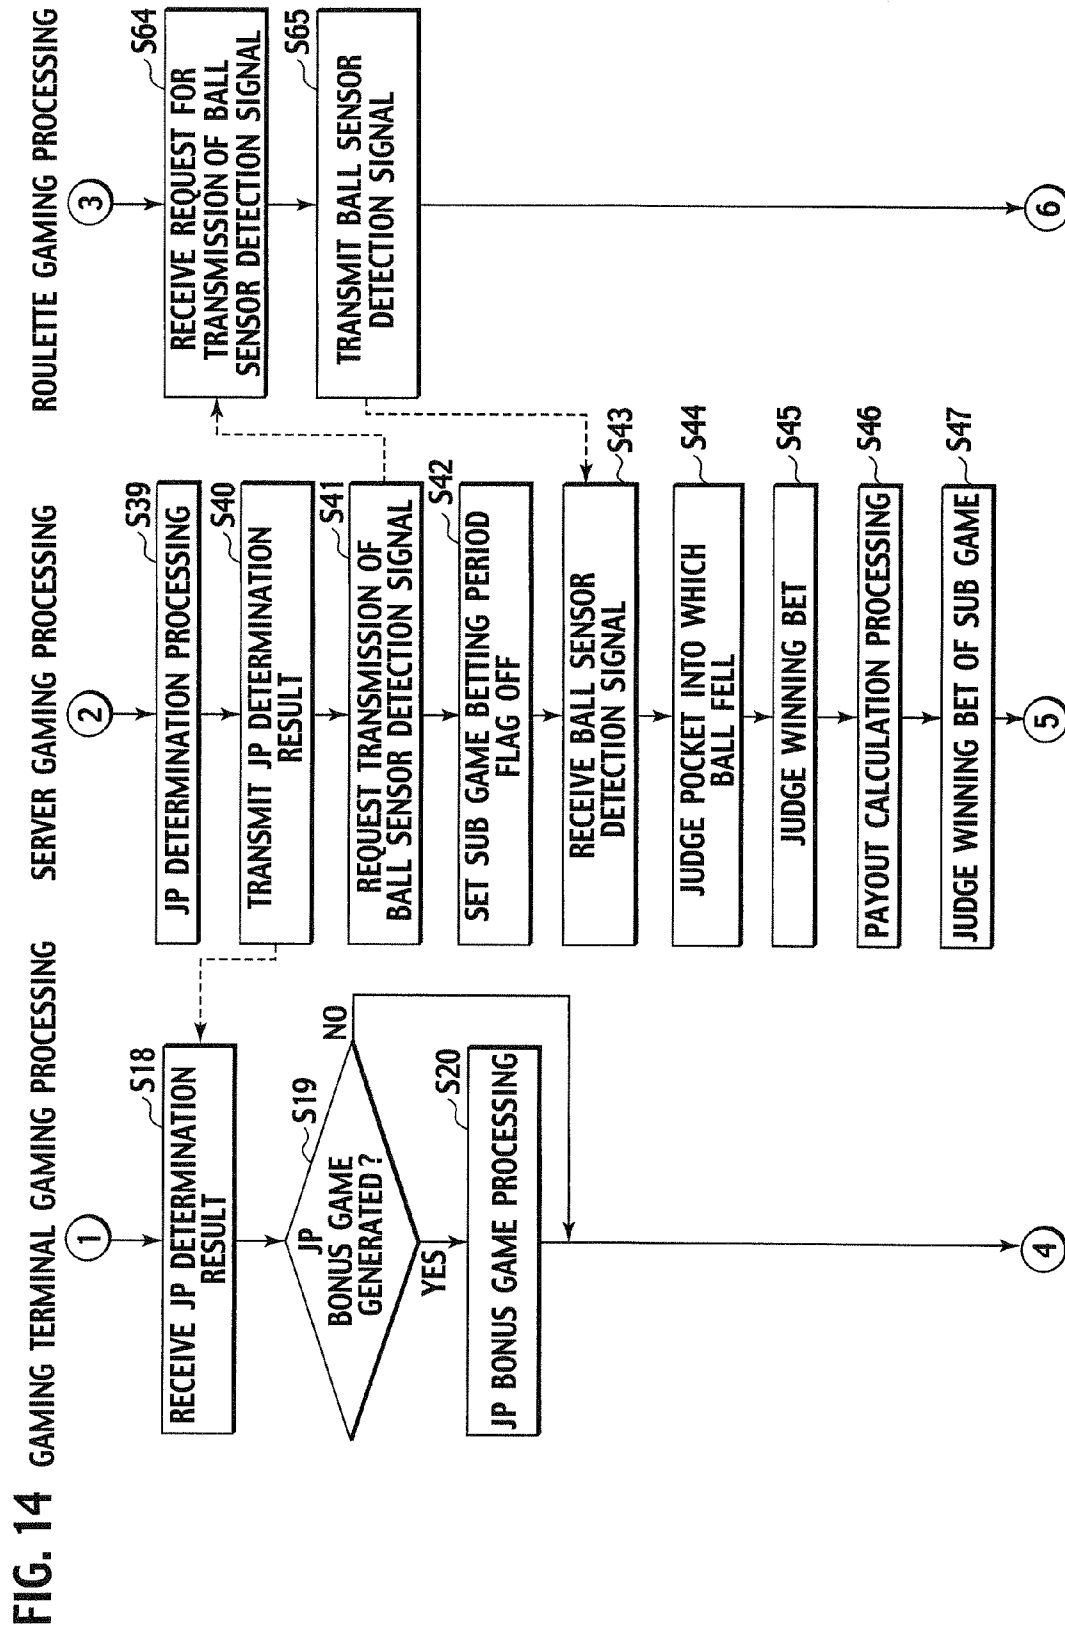 FIG. 14
GAMING TERMINAL GAMING PROCESSING
1
S18
RECEIVE JP DETERMINATION
RESULT
S19
JP
BONUS GAME
GENERATED?
NO
YES
S20
JP BONUS GAME PROCESSING
4
SERVER GAMING PROCESSING
2
S39
JP DETERMINATION PROCESSING
S40
TRANSMIT JP DETERMINATION
RESULT
S41
REQUEST TRANSMISSION OF
BALL SENSOR DETECTION SIGNAL
S42
SET SUB GAME BETTING PERIOD
FLAG OFF
S43
RECEIVE BALL SENSOR
DETECTION SIGNAL
S44
JUDGE POCKET INTO WHICH
BALL FELL
S45
JUDGE WINNING BET
S46
PAYOUT CALCULATION PROCESSING
S47
JUDGE WINNING BET OF SUB GAME
5
ROULETTE GAMING PROCESSING
3
S64
RECEIVE REQUEST FOR
TRANSMISSION OF BALL
SENSOR DETECTION SIGNAL
S65
TRANSMIT BALL SENSOR
DETECTION SIGNAL
6